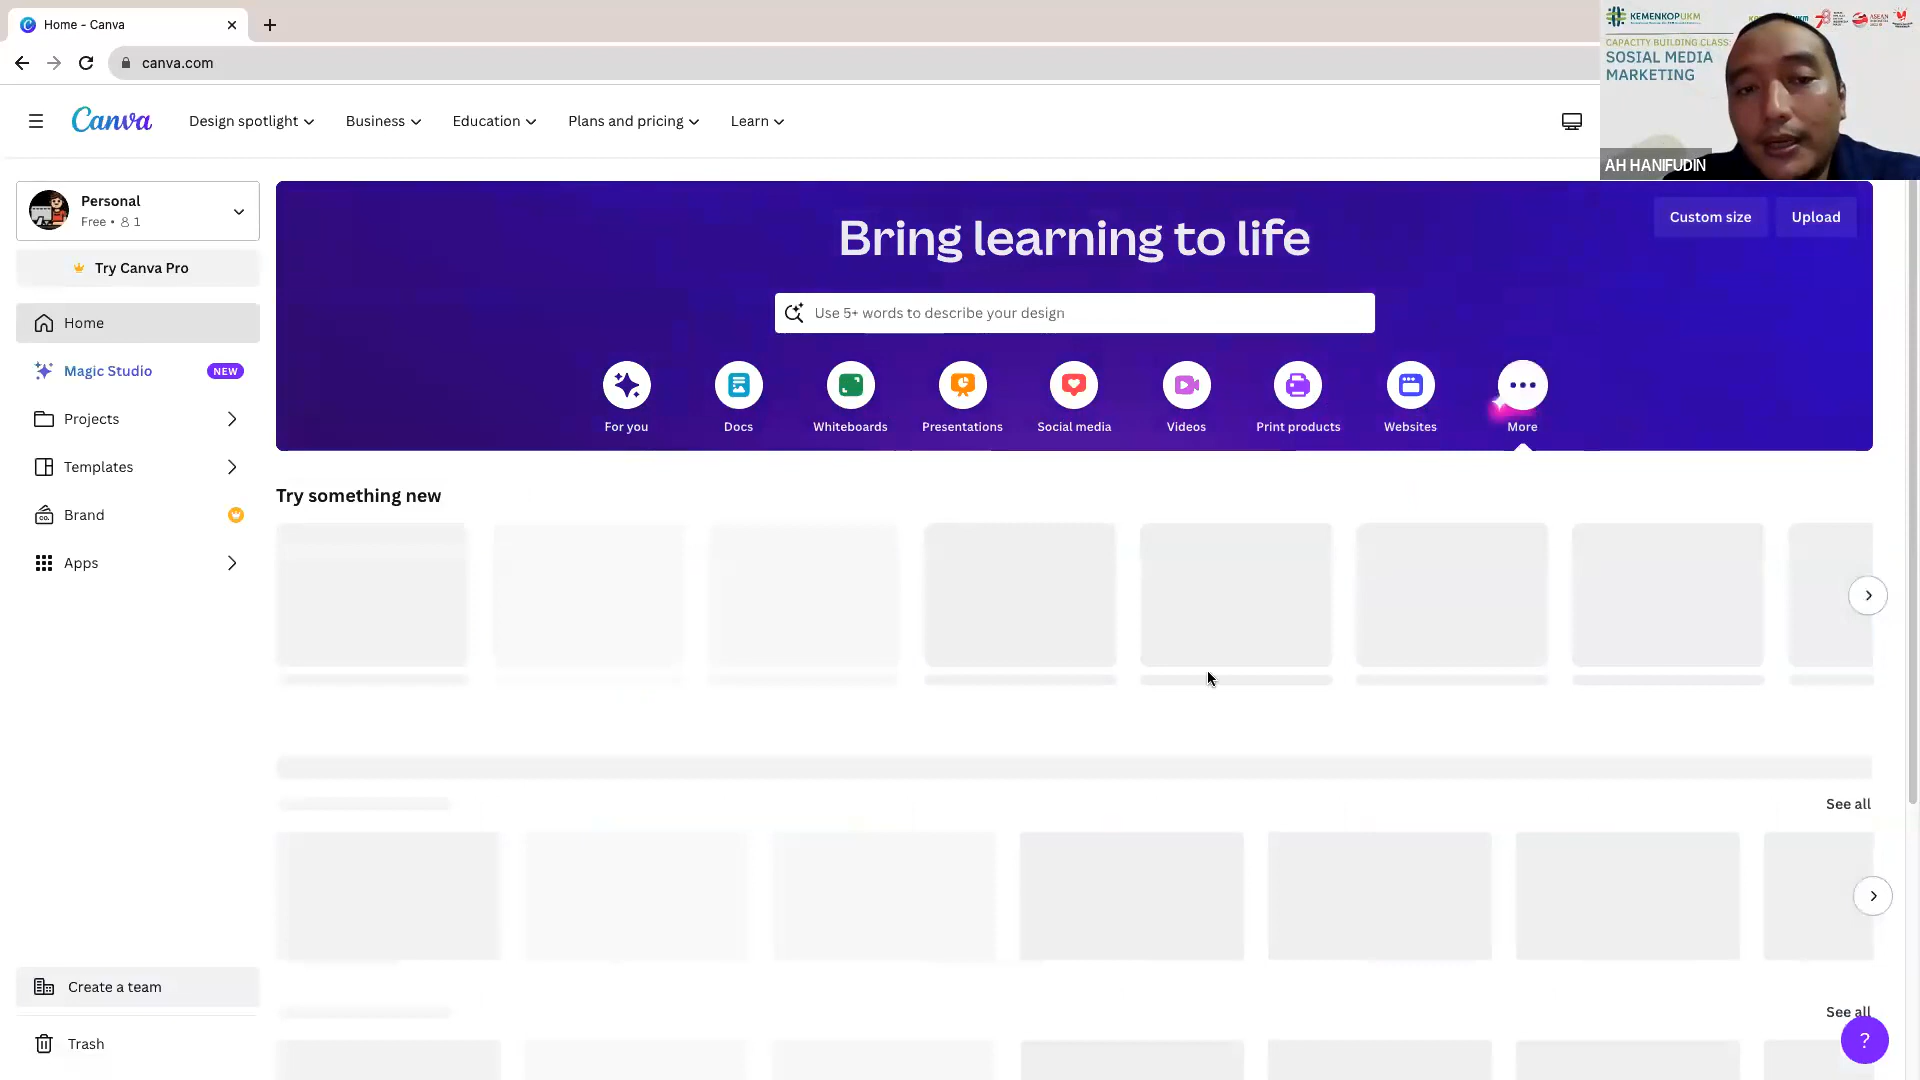 Home - Canva
canva.com
KEMENKOPUKM
CAPACITY BUILDING CLASS:
SOSIAL MEDIA
MARKETING
AH HANIFUDIN
Canva
Design spotlight
Business
Education
Plans and pricing
Learn
Personal
Free • 1
Try Canva Pro
Home
Magic Studio
NEW
Projects
Templates
Brand
CO.
Apps
Create a team
Trash
Bring learning to life
Custom size
Upload
Use 5+ words to describe your design
For you
Docs
Whiteboards
Presentations
Social media
Videos
Print products
Websites
More
Try something new
See all
See all
?